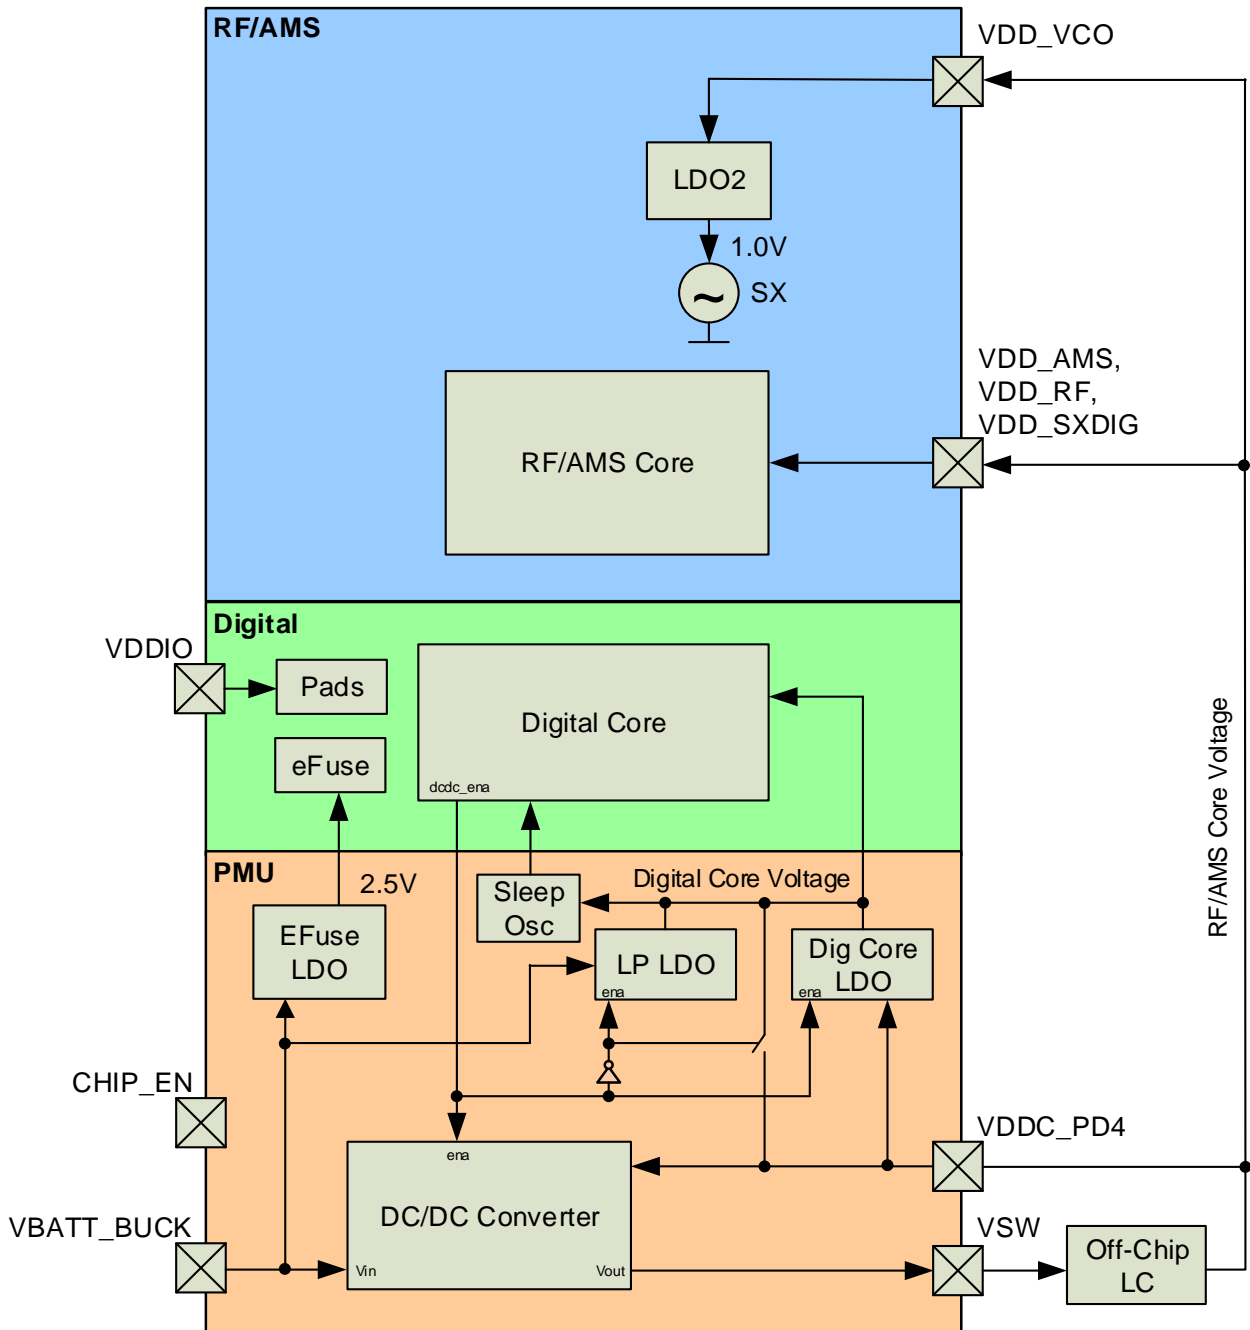 RF/AMS
VDD_VCO
LDO2
1.0V
SX
VDD_AMS,
VDD_RF,
VDD_SXDIG
RF/AMS Core
Digital
VDDIO
Pads
Digital Core
eFuse
dcdc_ena
RF/AMS Core Voltage
PMU
2.5V
Digital Core Voltage
Sleep
Osc
EFuse
LDO
LP LDO
ena
Dig Core
LDO
ena
CHIP_EN
VDDC_PD4
ena
DC/DC Converter
VBATT_BUCK
Vin
Vout
VSW
Off-Chip
LC